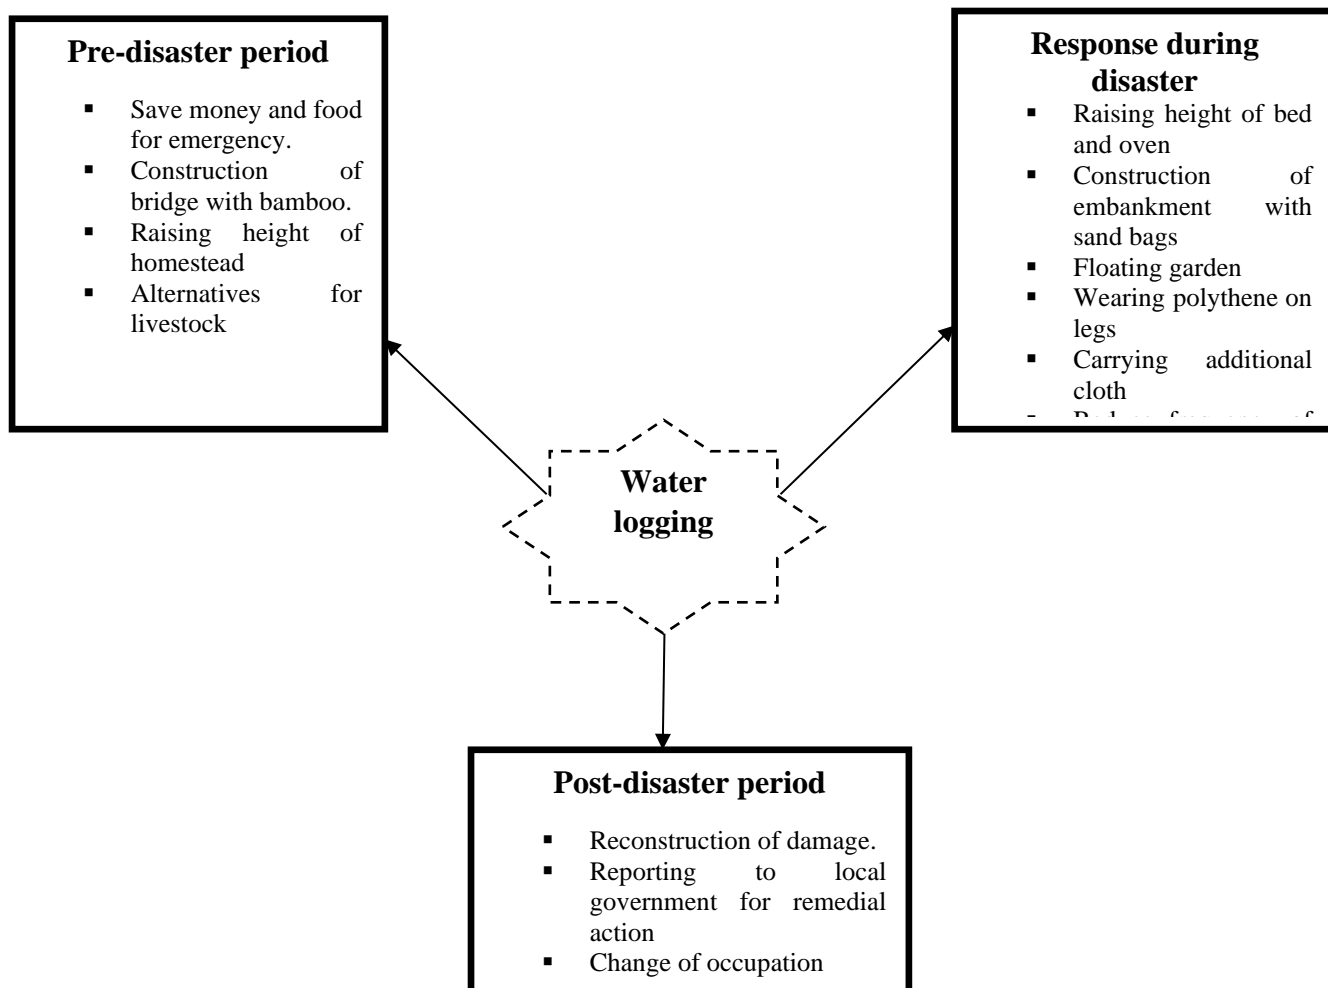 Pre-disaster period
▪ Save money and food
for emergency.
▪ Construction of
bridge with bamboo.
▪ Raising height of
homestead
▪ Alternatives for
livestock
Response during
disaster
▪ Raising height of bed
and oven
▪ Construction of
embankment with
sand bags
▪ Floating garden
▪ Wearing polythene on
legs
▪ Carrying additional
cloth
Water
logging
Post-disaster period
▪ Reconstruction of damage.
▪ Reporting to local
government for remedial
action
▪ Change of occupation